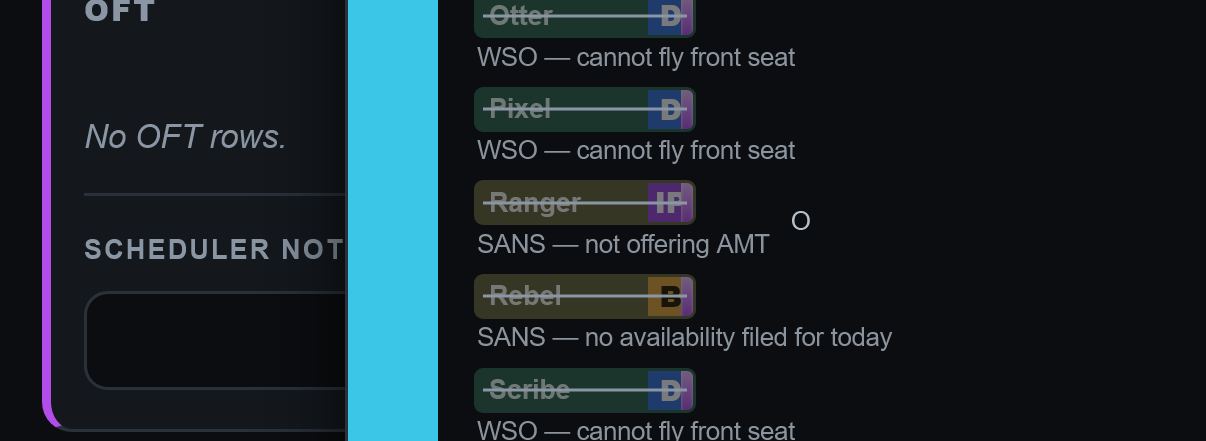 OFT
No OFT rows.
SCHEDULER NOT
Otter D
WSO — cannot fly front seat
Pixel D
WSO — cannot fly front seat
Ranger IP
SANS — not offering AMT
O
Rebel B
SANS — no availability filed for today
Scribe D
WSO — cannot fly front seat